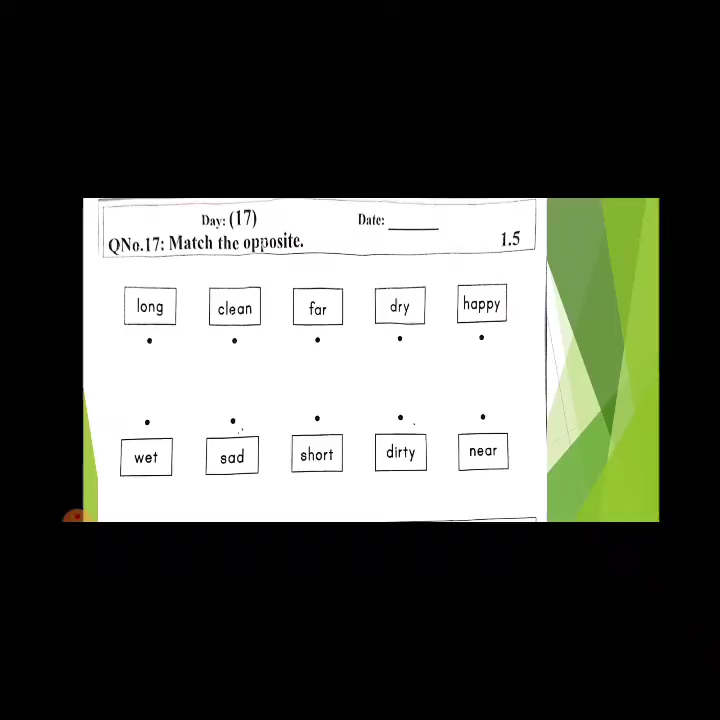 Day: (17) Date: ______
QNo.17: Match the opposite. 1.5
long clean far dry happy
wet sad short dirty near